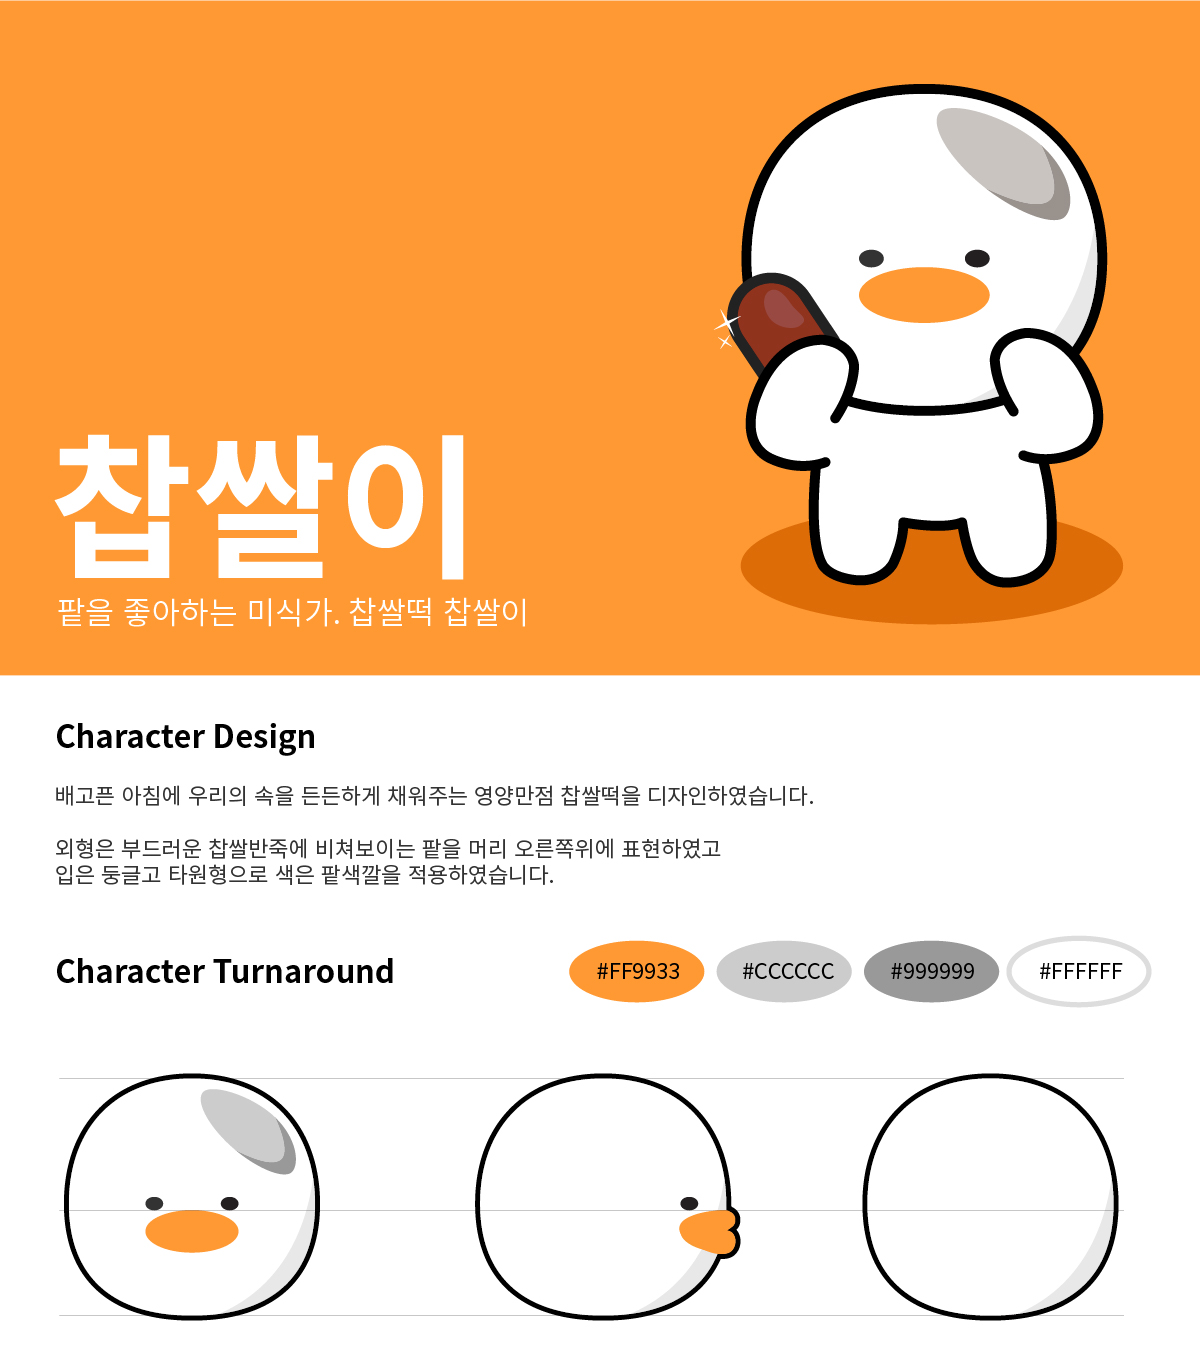 찹쌀이
팥을 좋아하는 미식가. 찹쌀떡 찹쌀이
Character Design
배고픈 아침에 우리의 속을 든든하게 채워주는 영양만점 찹쌀떡을 디자인하였습니다.
외형은 부드러운 찹쌀반죽에 비쳐보이는 팥을 머리 오른쪽위에 표현하였고
입은 둥글고 타원형으로 색은 팥색깔을 적용하였습니다.
Character Turnaround
#FF9933
#CCCCCC
#999999
#FFFFFF